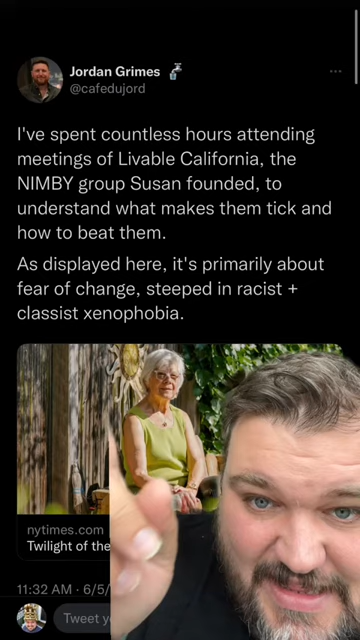 Jordan Grimes
@cafedujord
I've spent countless hours attending
meetings of Livable California, the
NIMBY group Susan founded, to
understand what makes them tick and
how to beat them.
As displayed here, it's primarily about
fear of change, steeped in racist +
classist xenophobia.
nytimes.com
Twilight of the
11:32 AM · 6/5/
Tweet